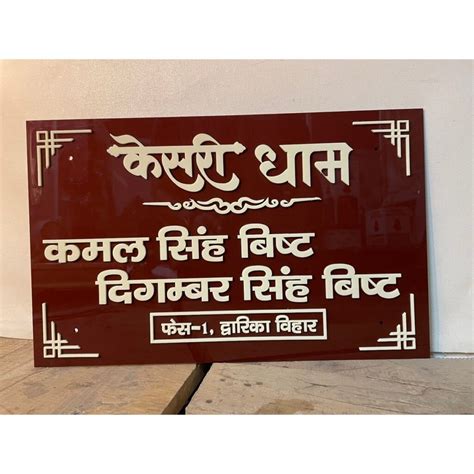 केसरी धाम
कमल सिंह बिष्ट
दिगम्बर सिंह बिष्ट
फेस-1, द्वारिका विहार